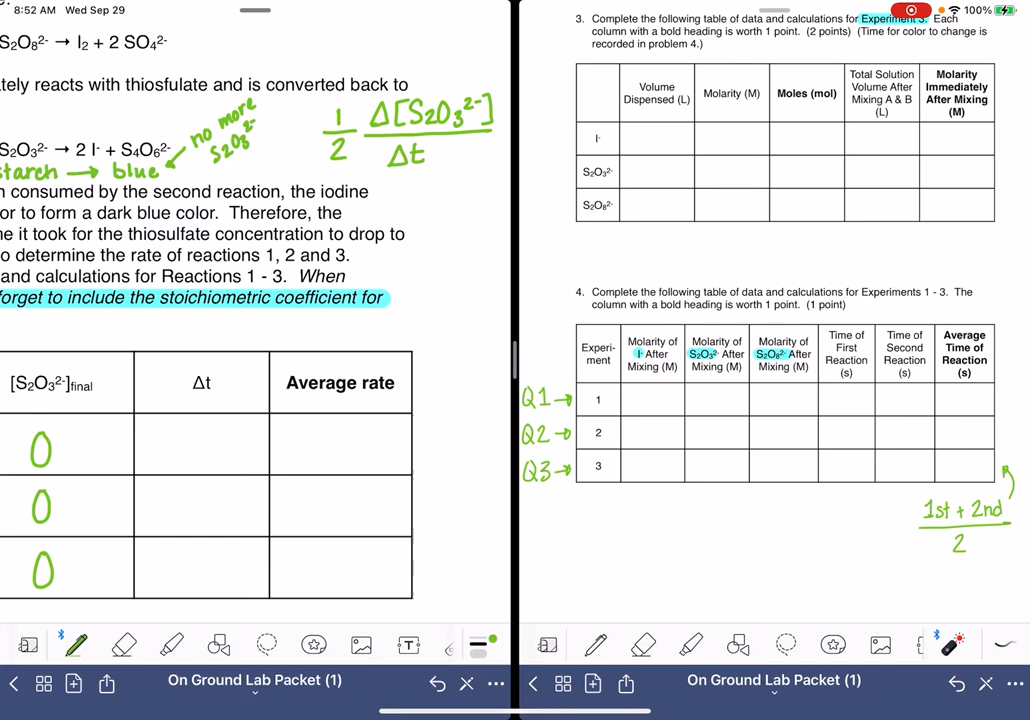 8:52 AM Wed Sep 29
100%
S₂O₈²⁻ → I₂ + 2 SO₄²⁻
tely reacts with thiosulfate and is converted back to
no more
S2O3²⁻
1/2 Δ[S2O3²⁻]/Δt
S₂O₃²⁻ → 2 I⁻ + S₄O₆²⁻
starch → blue
n consumed by the second reaction, the iodine
or to form a dark blue color. Therefore, the
ne it took for the thiosulfate concentration to drop to
o determine the rate of reactions 1, 2 and 3.
and calculations for Reactions 1 - 3. When
forget to include the stoichiometric coefficient for
[S₂O₃²⁻]final Δt Average rate
0
0
0
On Ground Lab Packet (1)
3. Complete the following table of data and calculations for Experiment 3. Each
column with a bold heading is worth 1 point. (2 points) (Time for color to change is
recorded in problem 4.)
Volume Dispensed (L) Molarity (M) Moles (mol) Total Solution Volume After Mixing A & B (L) Molarity Immediately After Mixing (M)
I⁻
S₂O₃²⁻
S₂O₈²⁻
4. Complete the following table of data and calculations for Experiments 1 - 3. The
column with a bold heading is worth 1 point. (1 point)
Experi-ment Molarity of I⁻ After Mixing (M) Molarity of S₂O₃²⁻ After Mixing (M) Molarity of S₂O₈²⁻ After Mixing (M) Time of First Reaction (s) Time of Second Reaction (s) Average Time of Reaction (s)
Q1→ 1
Q2→ 2
Q3→ 3
1st + 2nd
2
On Ground Lab Packet (1)